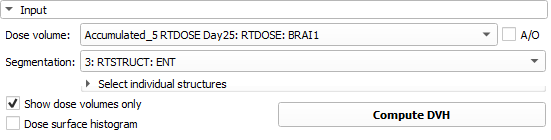 Input
Dose volume: Accumulated_5 RTDOSE Day25: RTDOSE: BRAI1 A/O
Segmentation: 3: RTSTRUCT: ENT
Select individual structures
Show dose volumes only
Compute DVH
Dose surface histogram